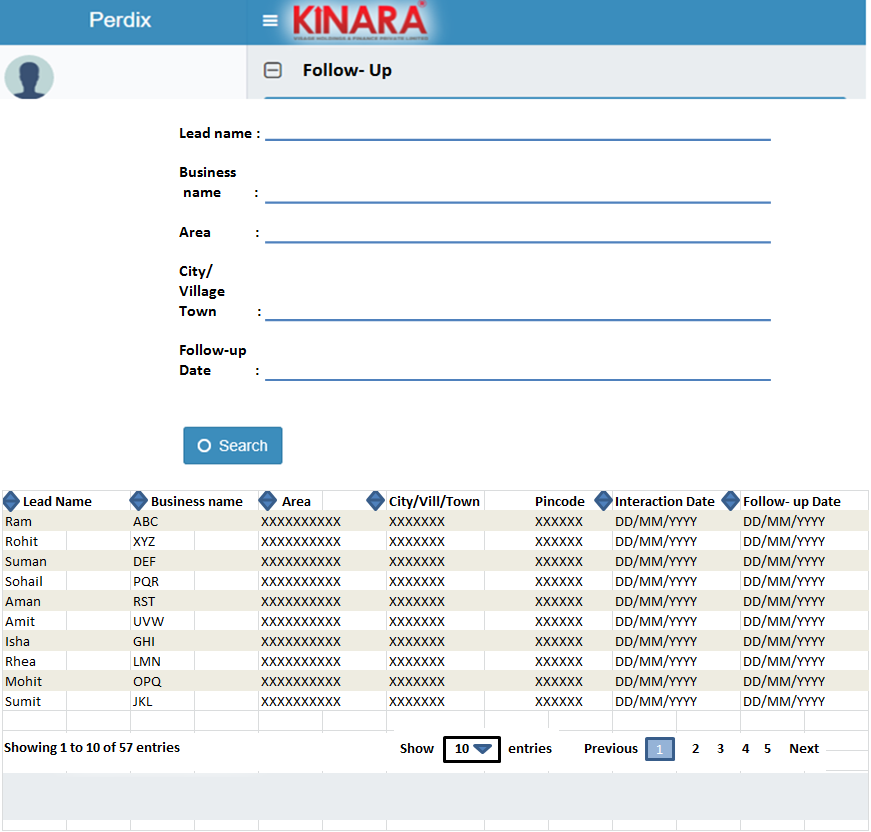 Perdix
KINARA
VISAGE HOLDINGS & FINANCE PRIVATE LIMITED
Follow- Up
Lead name :
Business
name :
Area :
City/
Village
Town :
Follow-up
Date :
Search
Lead Name Business name Area City/Vill/Town Pincode Interaction Date Follow- up Date
Ram ABC XXXXXXXXXX XXXXXXX XXXXXX DD/MM/YYYY DD/MM/YYYY
Rohit XYZ XXXXXXXXXX XXXXXXX XXXXXX DD/MM/YYYY DD/MM/YYYY
Suman DEF XXXXXXXXXX XXXXXXX XXXXXX DD/MM/YYYY DD/MM/YYYY
Sohail PQR XXXXXXXXXX XXXXXXX XXXXXX DD/MM/YYYY DD/MM/YYYY
Aman RST XXXXXXXXXX XXXXXXX XXXXXX DD/MM/YYYY DD/MM/YYYY
Amit UVW XXXXXXXXXX XXXXXXX XXXXXX DD/MM/YYYY DD/MM/YYYY
Isha GHI XXXXXXXXXX XXXXXXX XXXXXX DD/MM/YYYY DD/MM/YYYY
Rhea LMN XXXXXXXXXX XXXXXXX XXXXXX DD/MM/YYYY DD/MM/YYYY
Mohit OPQ XXXXXXXXXX XXXXXXX XXXXXX DD/MM/YYYY DD/MM/YYYY
Sumit JKL XXXXXXXXXX XXXXXXX XXXXXX DD/MM/YYYY DD/MM/YYYY
Showing 1 to 10 of 57 entries Show 10 entries Previous 1 2 3 4 5 Next